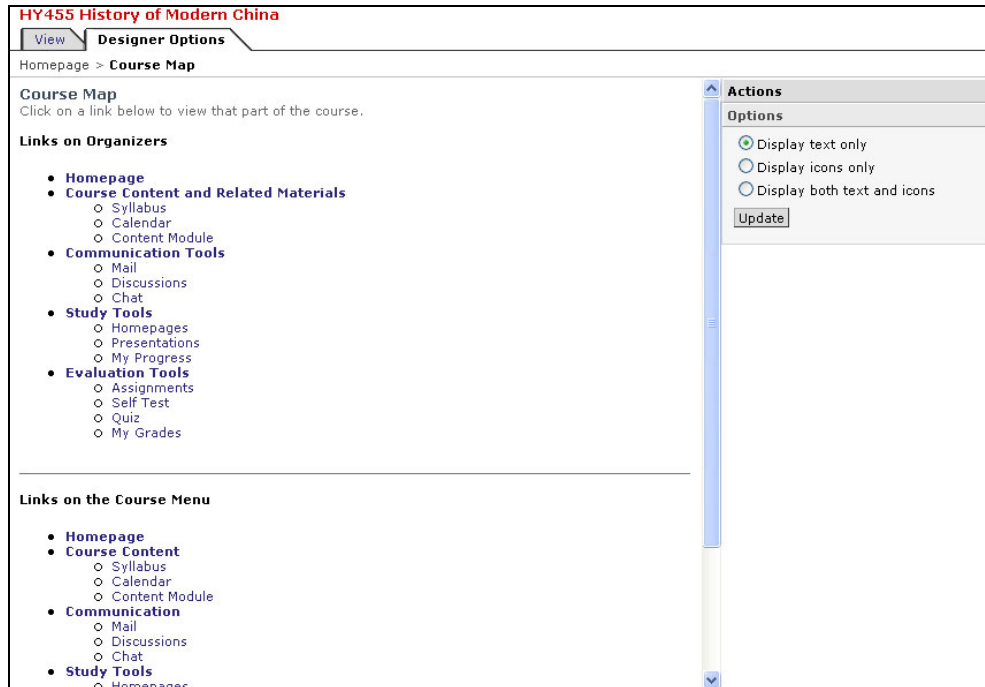 HY455 History of Modern China
View Designer Options
Homepage > Course Map
Course Map
Click on a link below to view that part of the course.
Links on Organizers
Homepage
Course Content and Related Materials
Syllabus
Calendar
Content Module
Communication Tools
Mail
Discussions
Chat
Study Tools
Homepages
Presentations
My Progress
Evaluation Tools
Assignments
Self Test
Quiz
My Grades
Links on the Course Menu
Homepage
Course Content
Syllabus
Calendar
Content Module
Communication
Mail
Discussions
Chat
Study Tools
Homepages
Actions
Options
Display text only
Display icons only
Display both text and icons
Update